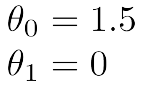 θ₀ = 1.5
θ₁ = 0